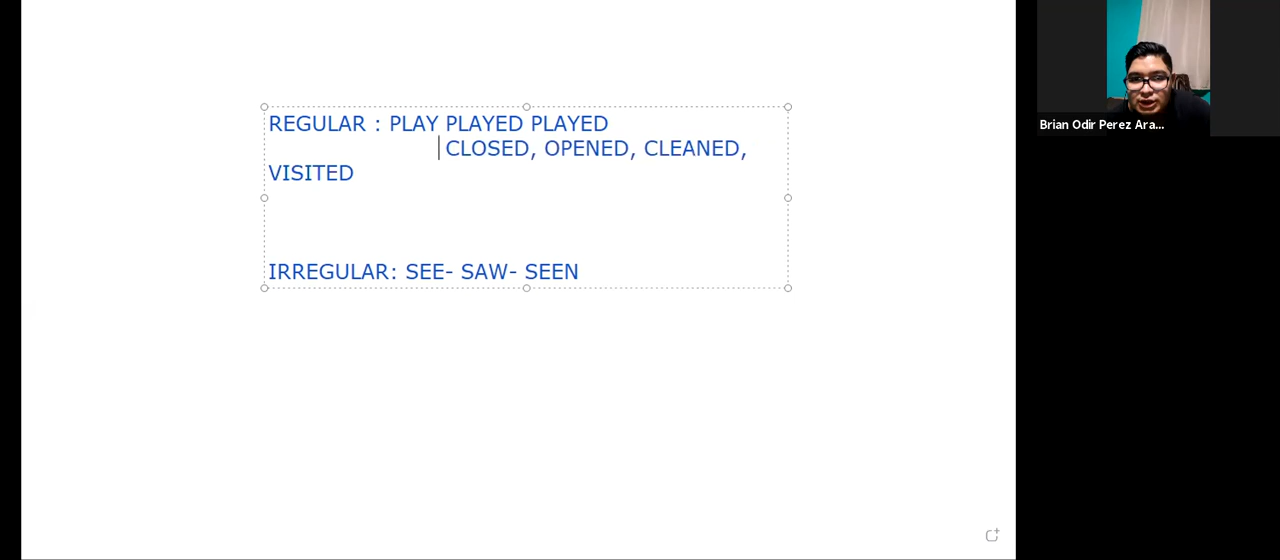 REGULAR : PLAY PLAYED PLAYED
CLOSED, OPENED, CLEANED,
VISITED
IRREGULAR: SEE- SAW- SEEN
Brian Odir Perez Ara...